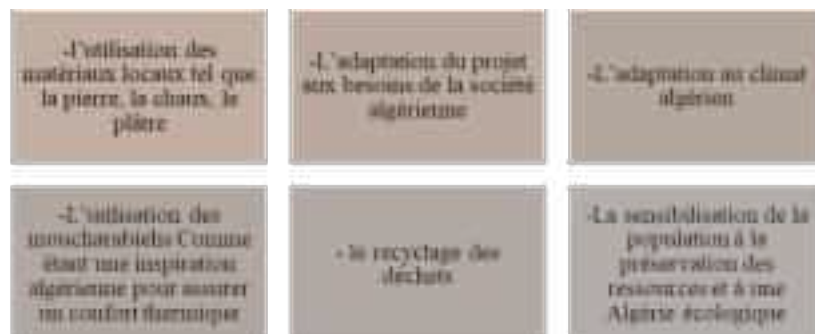 -l'utilisation des
matériaux locaux tel que
la pierre, la chaux, le
plâtre
-L'adaptation du projet
aux besoins de la société
algérienne
-L'adaptation au climat
algérien
-L'utilisation des
mouchrabiehs Comme
étant une inspiration
algérienne pour assurer
un confort thermique
- le recyclage des
déchets
-La sensibilisation de la
population à la
préservation des
ressources et à une
Algérie écologique